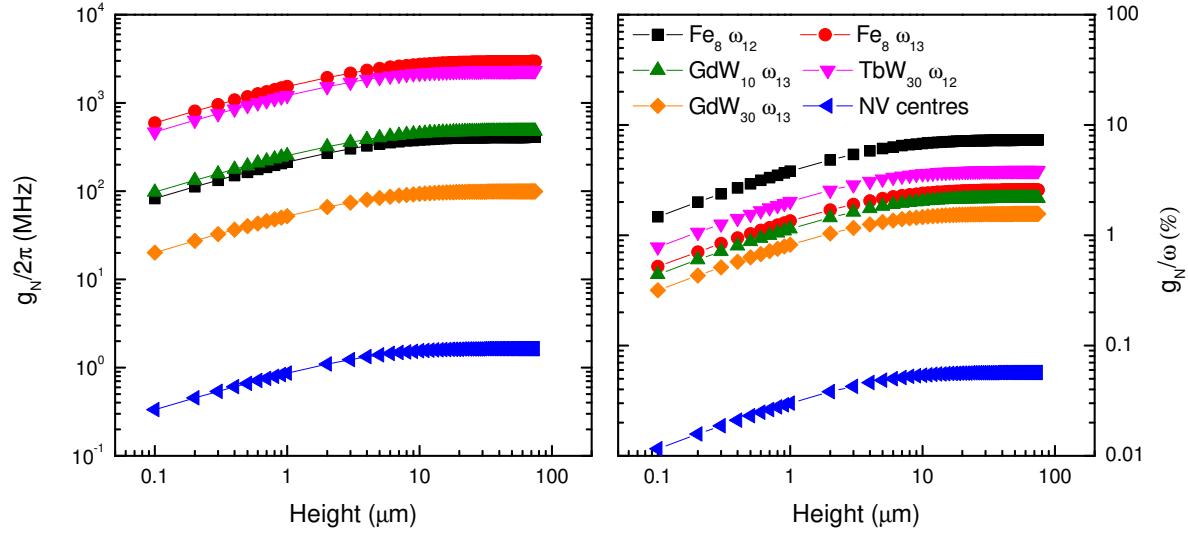 g_N/2π (MHz)
10^4
10^3
10^2
10^1
10^0
10^-1
0.1 1 10 100
Height (μm)
Fe_8 ω_12 Fe_8 ω_13
GdW_10 ω_13 TbW_30 ω_12
GdW_30 ω_13 NV centres
100
10
1
0.1
0.01
g_N/ω (%)
0.1 1 10 100
Height (μm)